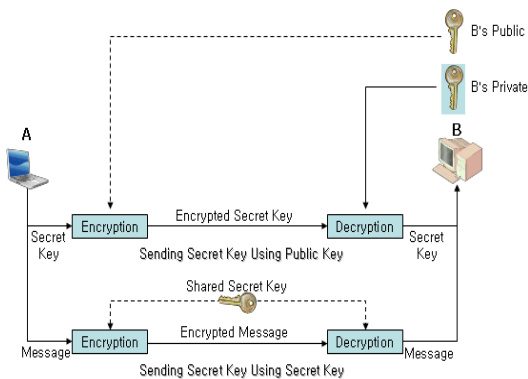 B's Public
B's Private
A
B
Encryption
Encrypted Secret Key
Decryption
Secret
Key
Secret
Key
Sending Secret Key Using Public Key
Shared Secret Key
Encryption
Encrypted Message
Decryption
Message
Message
Sending Secret Key Using Secret Key